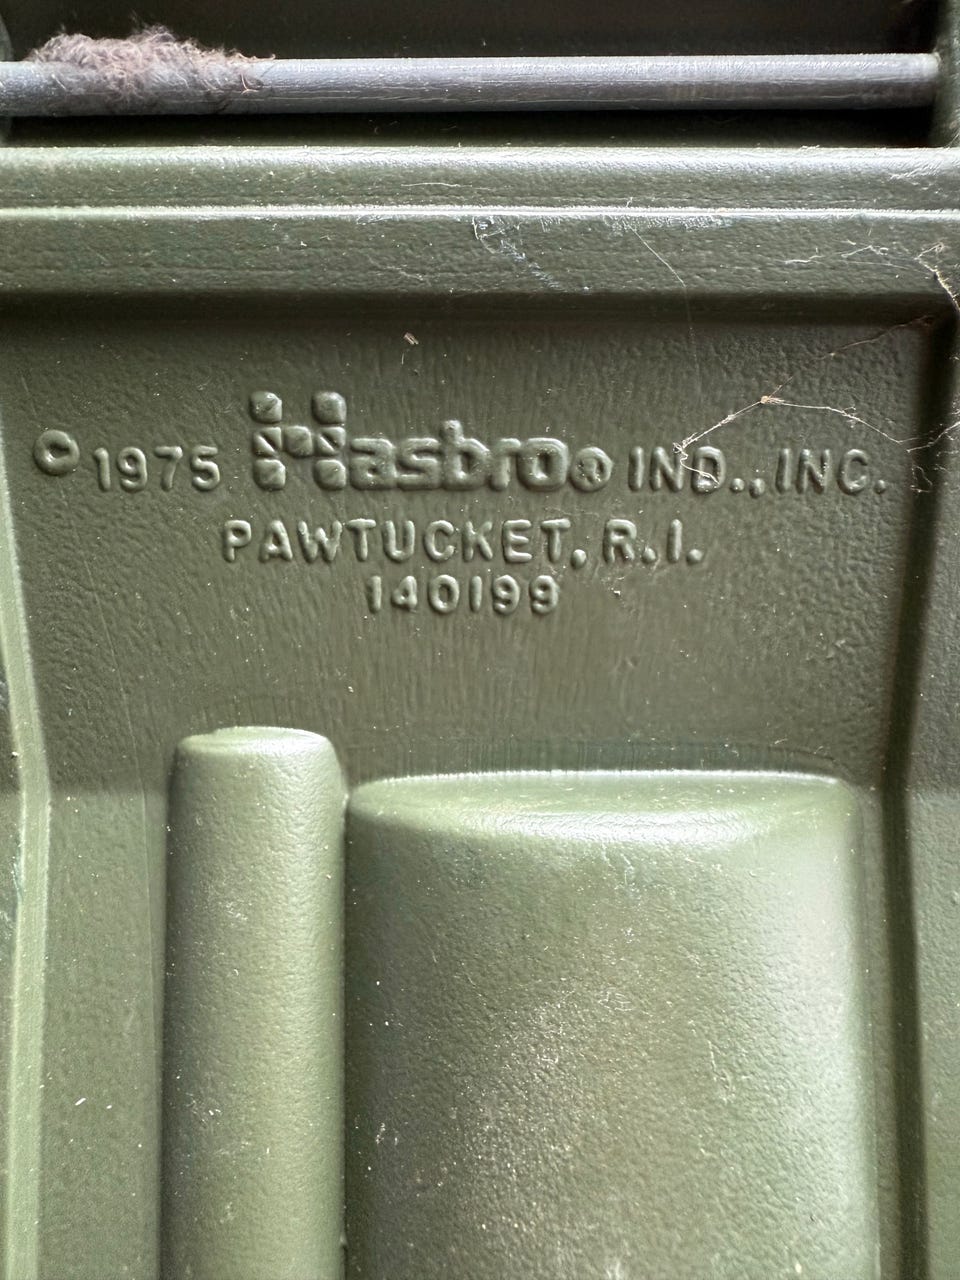 © 1975 Hasbro® IND., INC.
PAWTUCKET, R.I.
140199